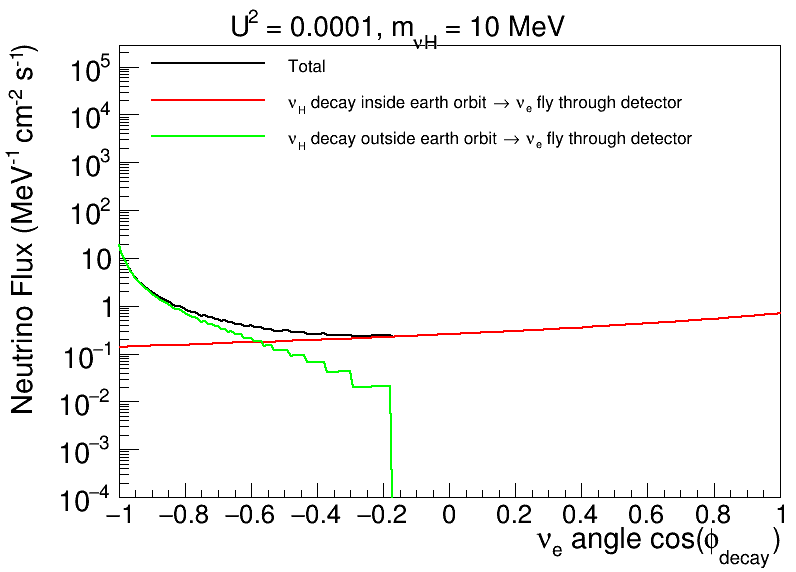 U² = 0.0001, m_νH = 10 MeV
Total
ν_H decay inside earth orbit → ν_e fly through detector
ν_H decay outside earth orbit → ν_e fly through detector
Neutrino Flux (MeV⁻¹ cm⁻² s⁻¹)
10⁵
10⁴
10³
10²
10
1
10⁻¹
10⁻²
10⁻³
10⁻⁴
−1 −0.8 −0.6 −0.4 −0.2 0 0.2 0.4 0.6 0.8 1
ν_e angle cos(ϕ_decay)